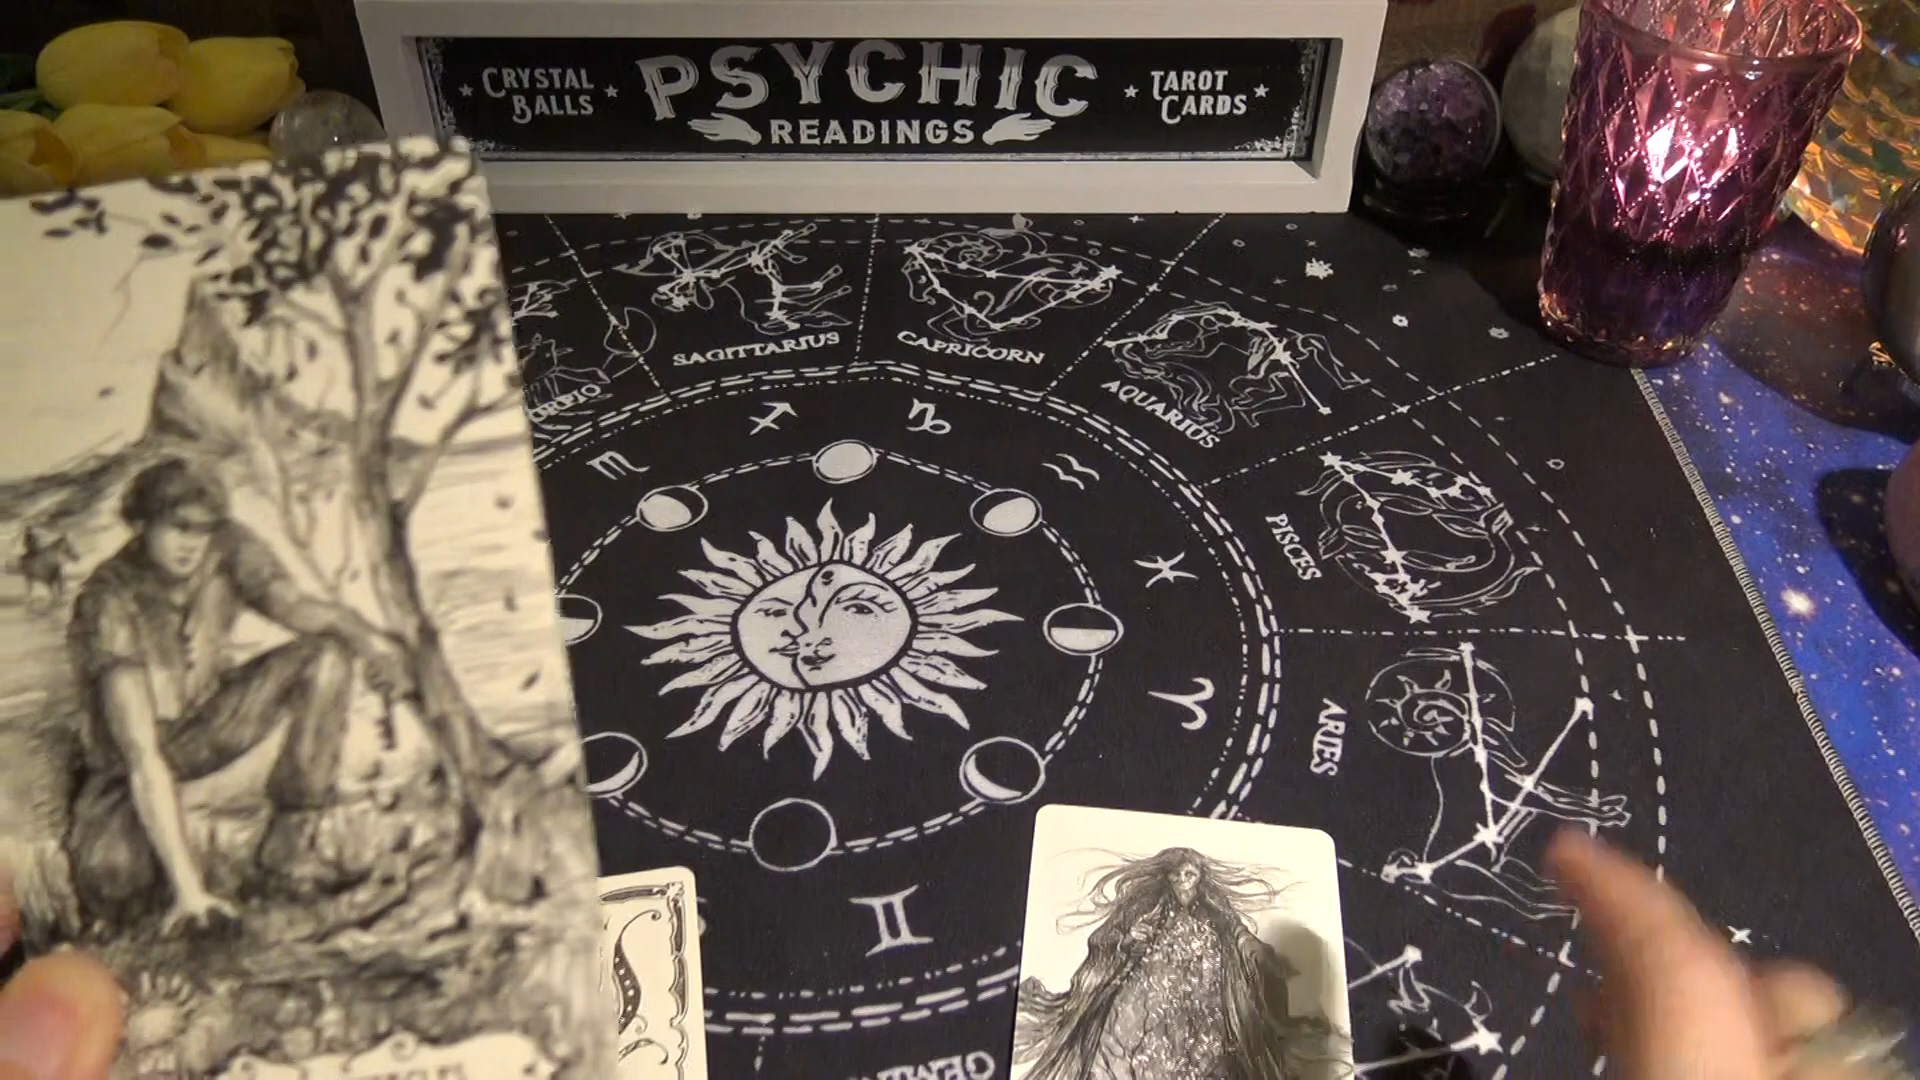 CRYSTAL BALLS
PSYCHIC
READINGS
TAROT CARDS
SAGITTARIUS
CAPRICORN
AQUARIUS
PISCES
ARIES